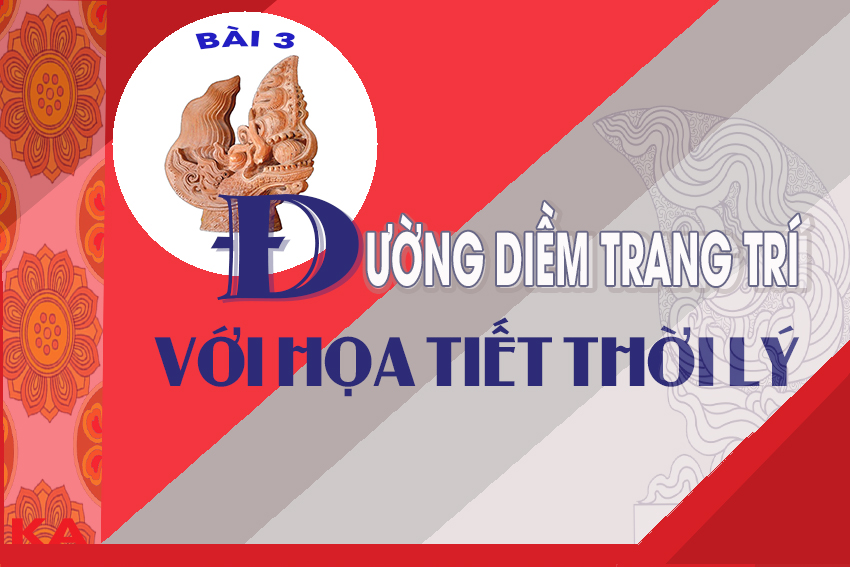 BÀI 3
ĐƯỜNG DIỀM TRANG TRÍ
VỚI HỌA TIẾT THỜI LÝ
KA